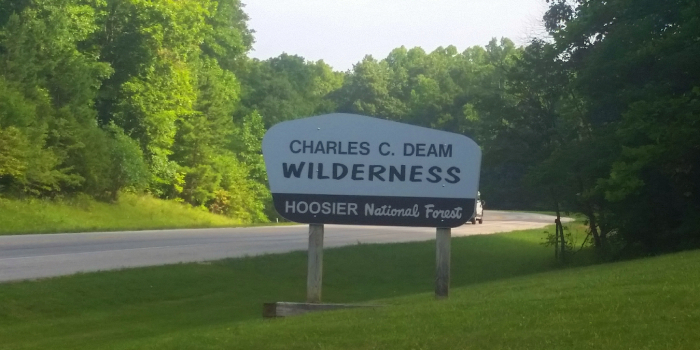 CHARLES C. DEAM
WILDERNESS
HOOSIER National Forest